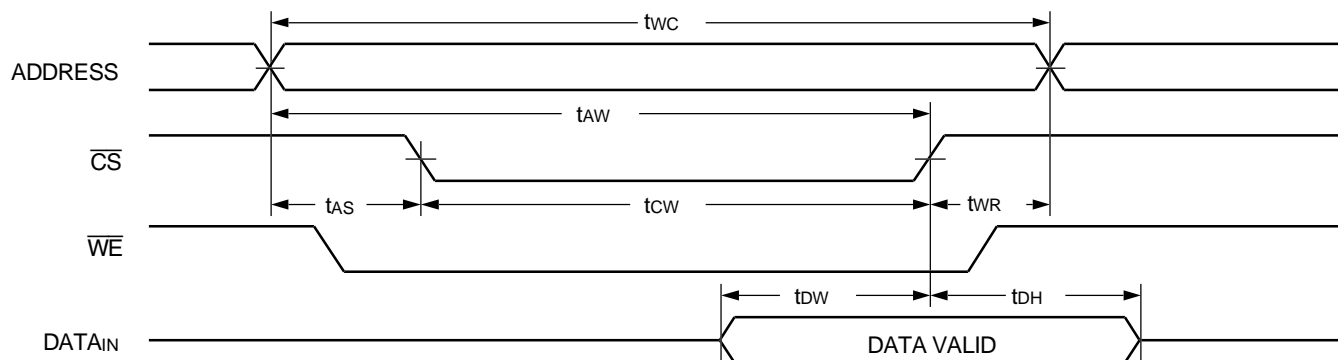 tWC
ADDRESS
tAW
CS
tAS
tCW
tWR
WE
tDW
tDH
DATAIN
DATA VALID